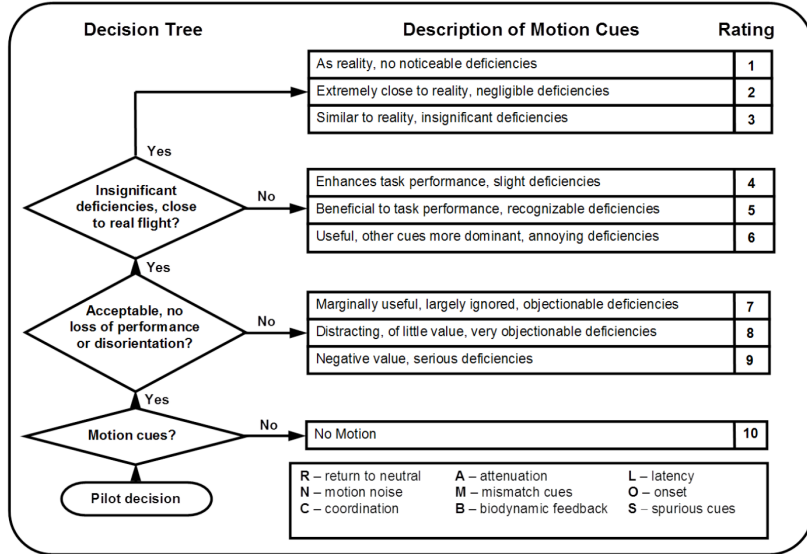 Decision Tree
Description of Motion Cues
Rating
As reality, no noticeable deficiencies
1
Extremely close to reality, negligible deficiencies
2
Similar to reality, insignificant deficiencies
3
Yes
Insignificant
deficiencies, close
to real flight?
No
Enhances task performance, slight deficiencies
4
Beneficial to task performance, recognizable deficiencies
5
Useful, other cues more dominant, annoying deficiencies
6
Yes
Acceptable, no
loss of performance
or disorientation?
No
Marginally useful, largely ignored, objectionable deficiencies
7
Distracting, of little value, very objectionable deficiencies
8
Negative value, serious deficiencies
9
Yes
Motion cues?
No
No Motion
10
Pilot decision
R – return to neutral
A – attenuation
L – latency
N – motion noise
M – mismatch cues
O – onset
C – coordination
B – biodynamic feedback
S – spurious cues